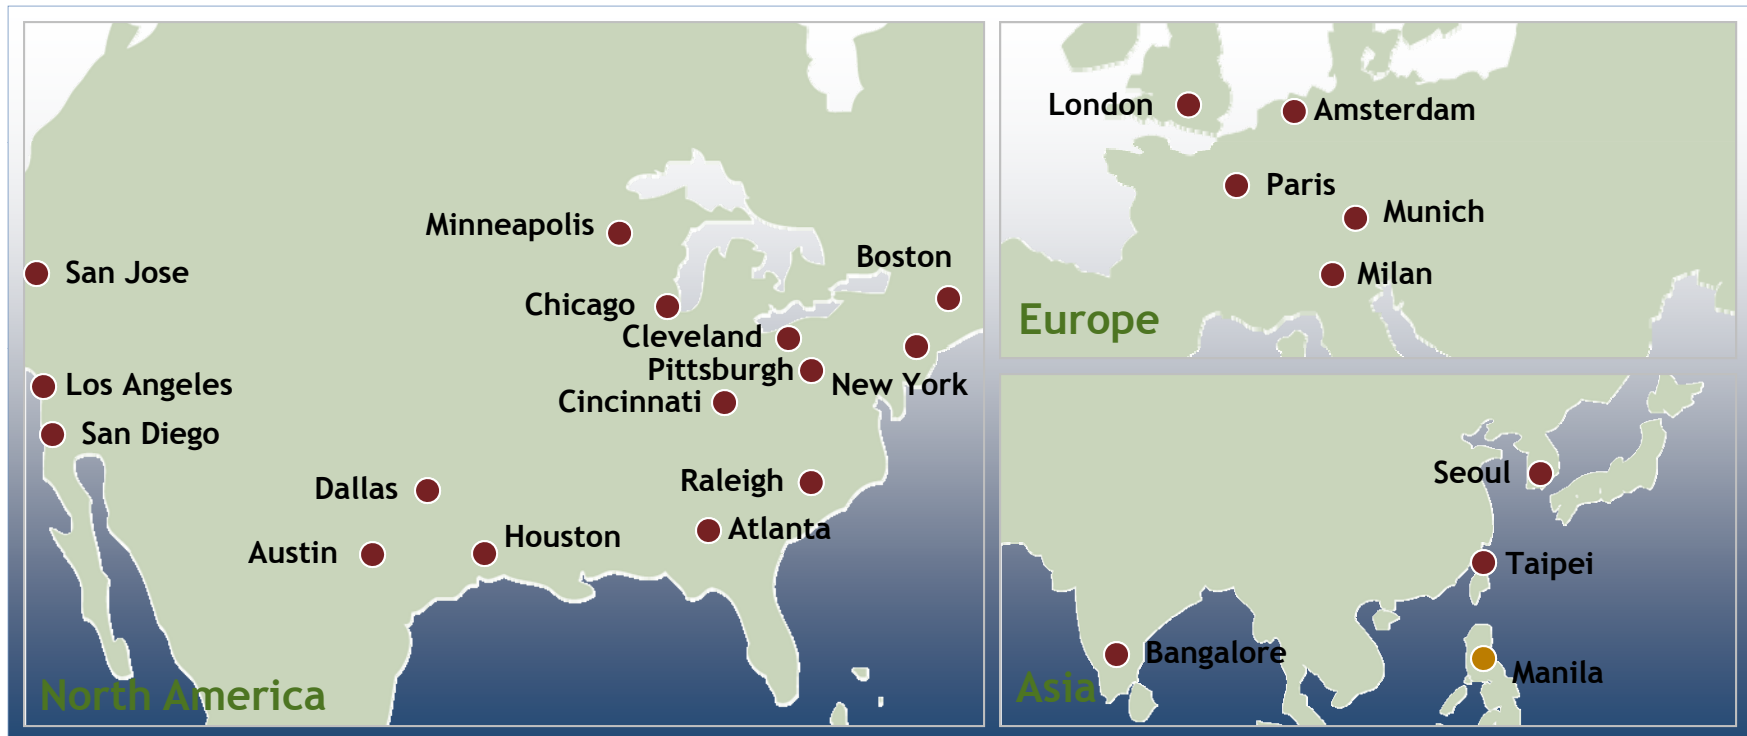 Minneapolis
Boston
San Jose
Chicago
Cleveland
Pittsburgh
New York
Los Angeles
Cincinnati
San Diego
Dallas
Raleigh
Atlanta
Houston
Austin
North America
London
Amsterdam
Paris
Munich
Milan
Europe
Seoul
Taipei
Bangalore
Manila
Asia